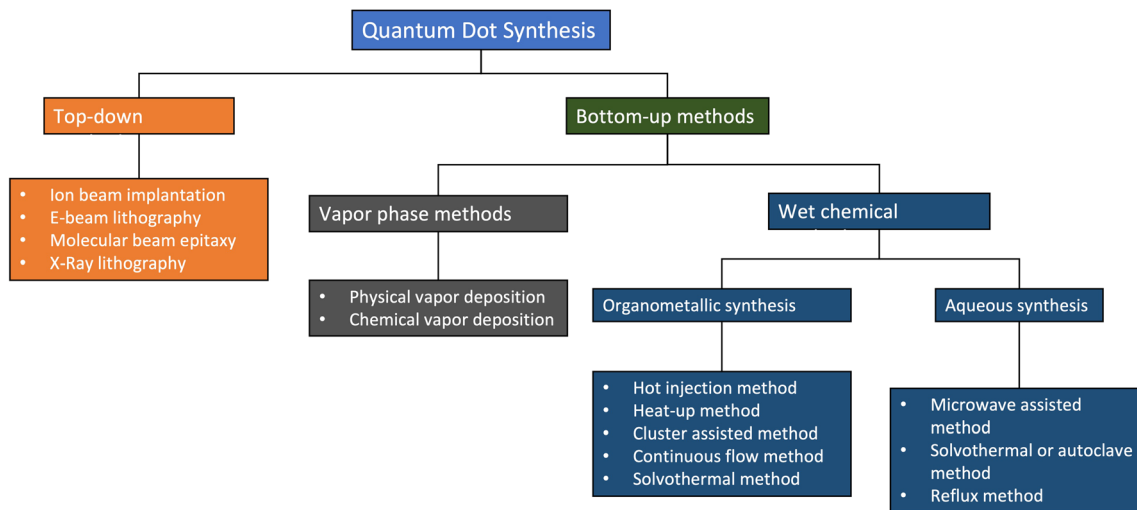 Quantum Dot Synthesis
Top-down
Bottom-up methods
• Ion beam implantation
• E-beam lithography
• Molecular beam epitaxy
• X-Ray lithography
Vapor phase methods
Wet chemical
• Physical vapor deposition
• Chemical vapor deposition
Organometallic synthesis
Aqueous synthesis
• Hot injection method
• Heat-up method
• Cluster assisted method
• Continuous flow method
• Solvothermal method
• Microwave assisted
method
• Solvothermal or autoclave
method
• Reflux method